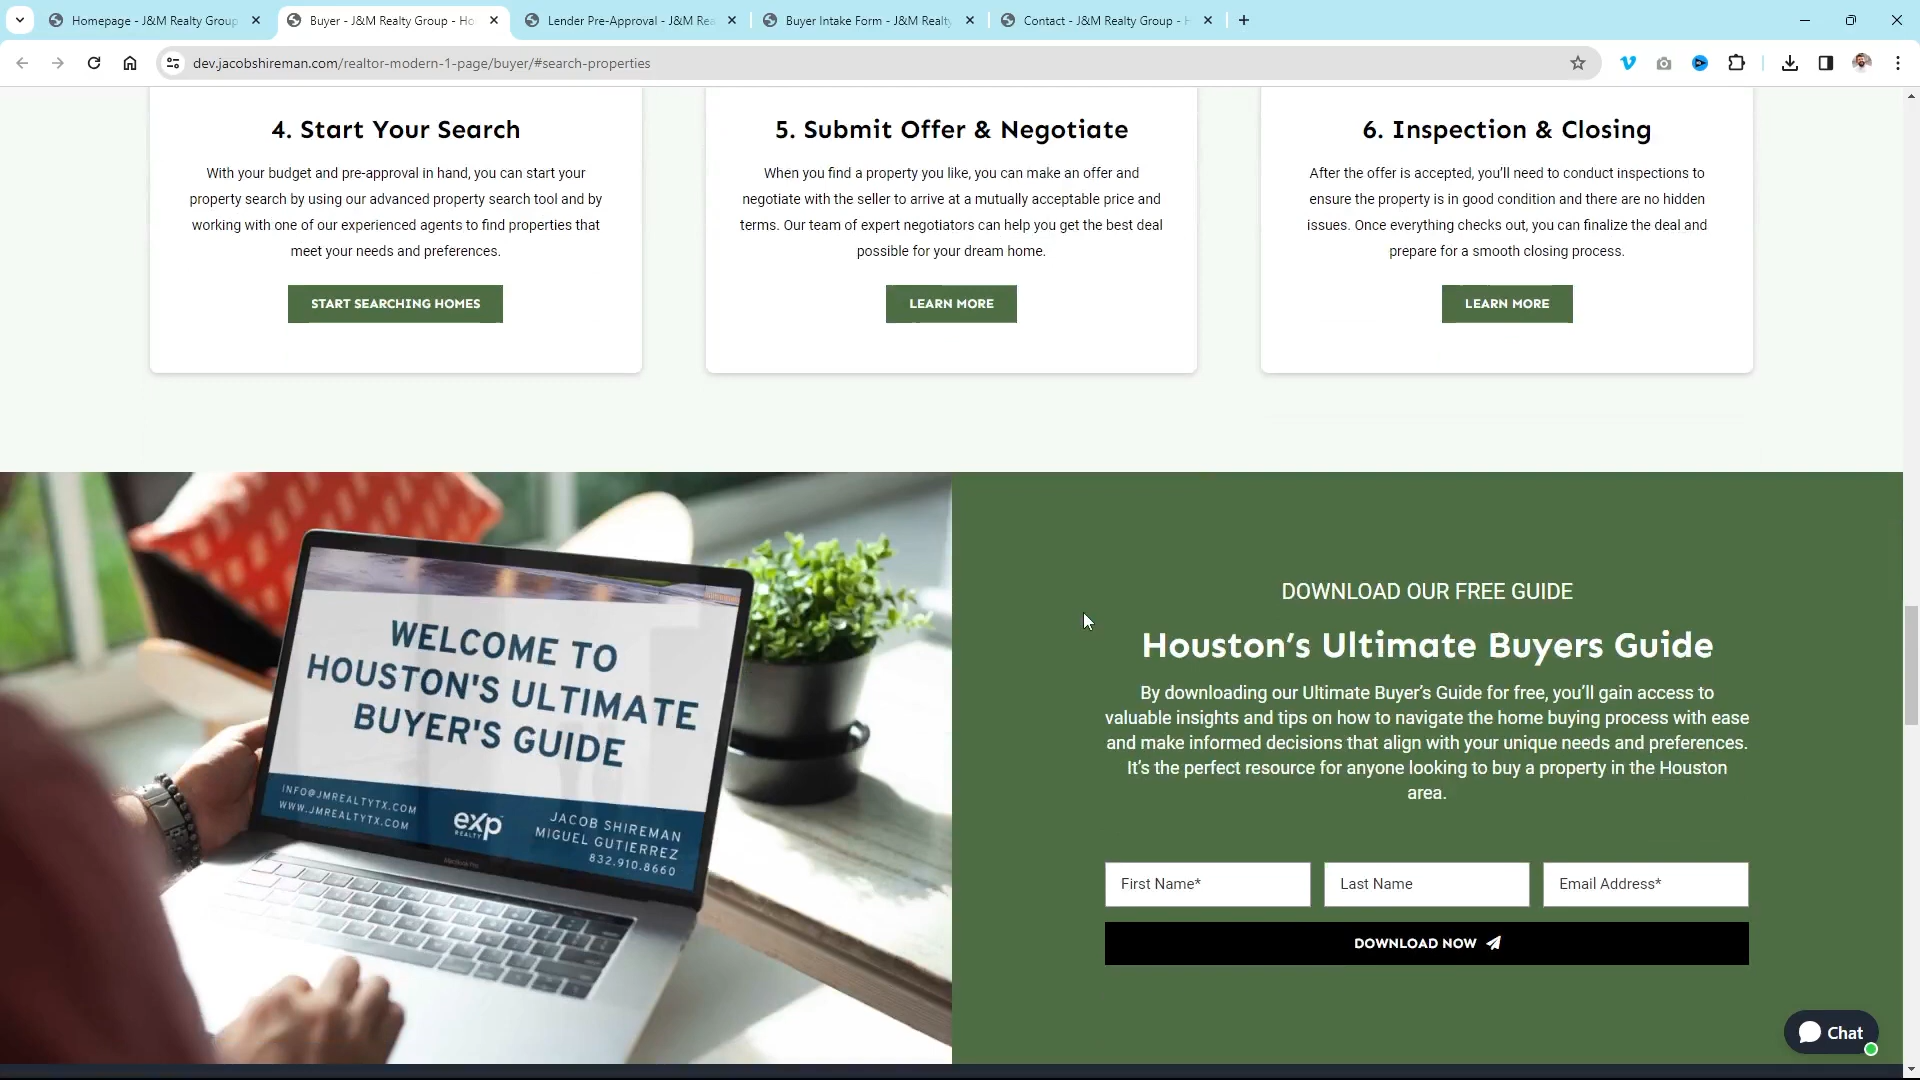 Homepage - J&M Realty Group
Buyer - J&M Realty Group - Ho
Lender Pre-Approval - J&M Rea
Buyer Intake Form - J&M Realty
Contact - J&M Realty Group - H
dev.jacobshireman.com/realtor-modern-1-page/buyer/#search-properties
4. Start Your Search
With your budget and pre-approval in hand, you can start your
property search by using our advanced property search tool and by
working with one of our experienced agents to find properties that
meet your needs and preferences.
START SEARCHING HOMES
5. Submit Offer & Negotiate
When you find a property you like, you can make an offer and
negotiate with the seller to arrive at a mutually acceptable price and
terms. Our team of expert negotiators can help you get the best deal
possible for your dream home.
LEARN MORE
6. Inspection & Closing
After the offer is accepted, you’ll need to conduct inspections to
ensure the property is in good condition and there are no hidden
issues. Once everything checks out, you can finalize the deal and
prepare for a smooth closing process.
LEARN MORE
WELCOME TO
HOUSTON'S ULTIMATE
BUYER'S GUIDE
INFO@JMREALTYTX.COM
WWW.JMREALTYTX.COM
exp
REALTY
JACOB SHIREMAN
MIGUEL GUTIERREZ
832.910.8660
MacBook Pro
DOWNLOAD OUR FREE GUIDE
Houston’s Ultimate Buyers Guide
By downloading our Ultimate Buyer’s Guide for free, you’ll gain access to
valuable insights and tips on how to navigate the home buying process with ease
and make informed decisions that align with your unique needs and preferences.
It’s the perfect resource for anyone looking to buy a property in the Houston
area.
First Name*
Last Name
Email Address*
DOWNLOAD NOW
Chat